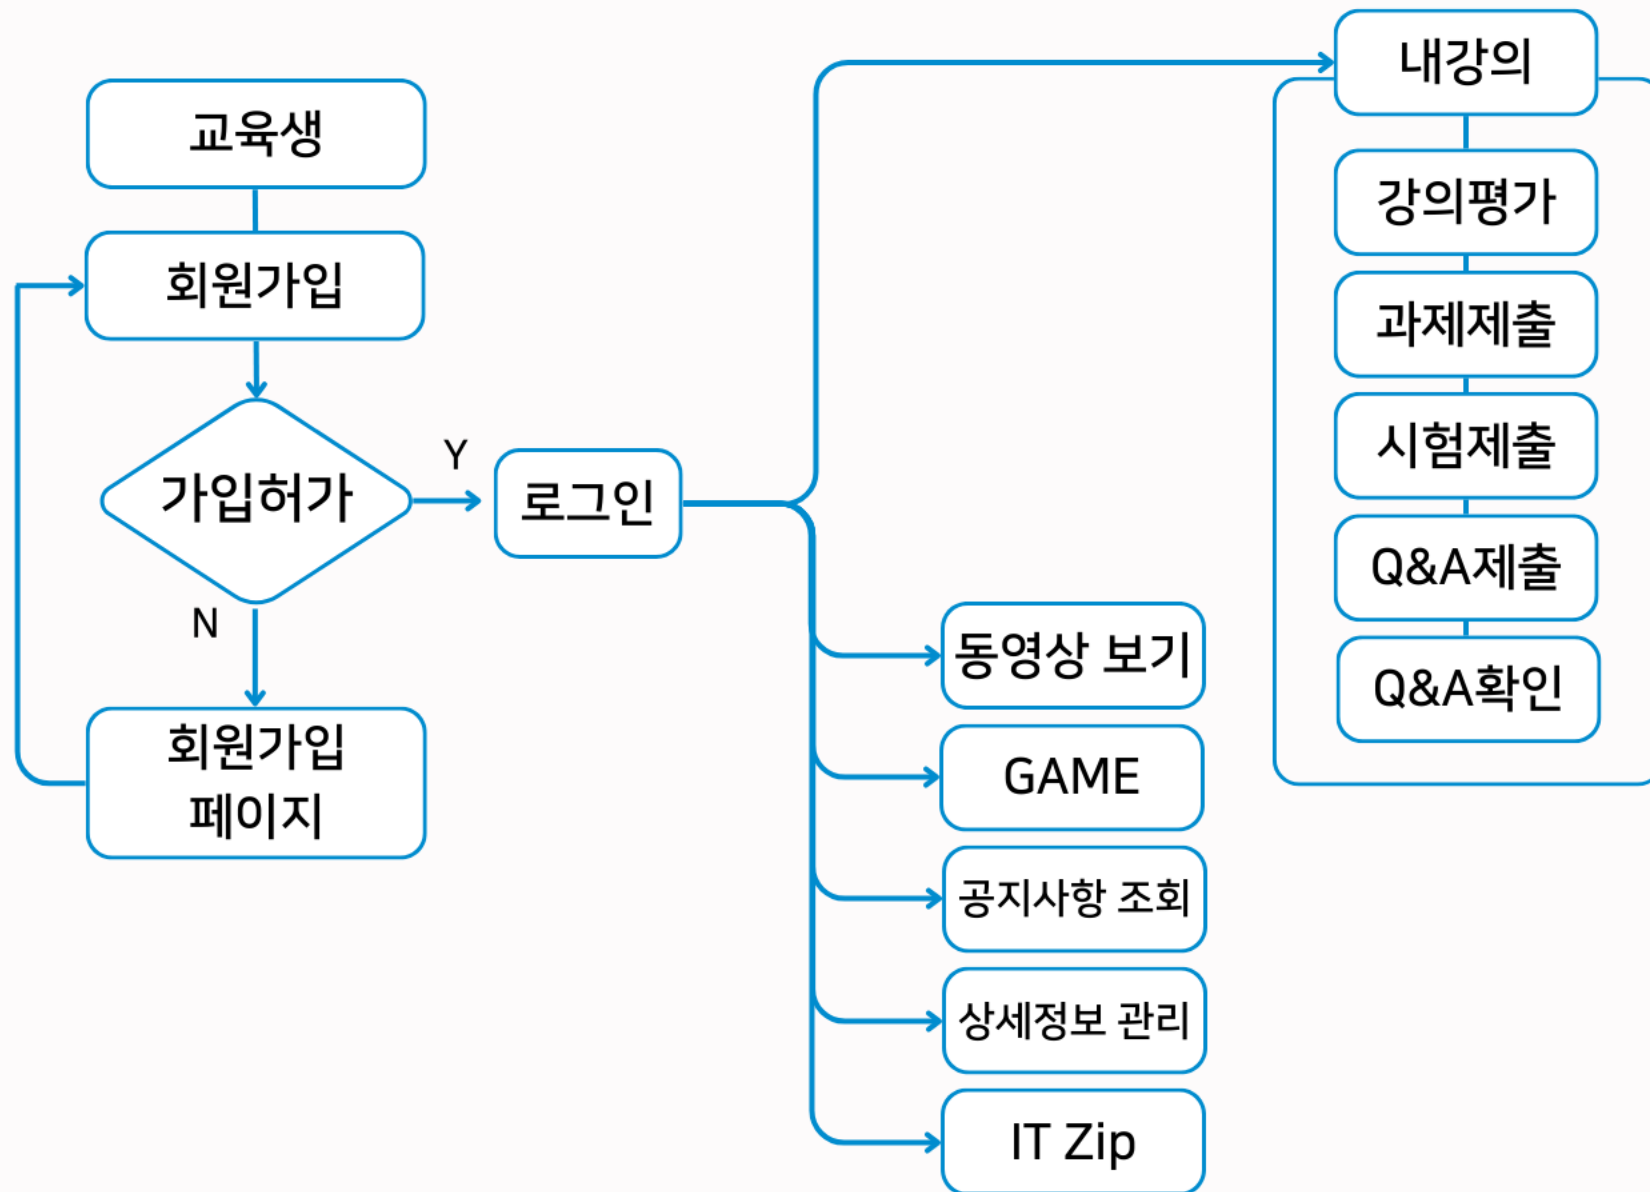 교육생
회원가입
가입허가
Y
N
회원가입
페이지
로그인
내강의
강의평가
과제제출
시험제출
Q&A제출
Q&A확인
동영상 보기
GAME
공지사항 조회
상세정보 관리
IT Zip